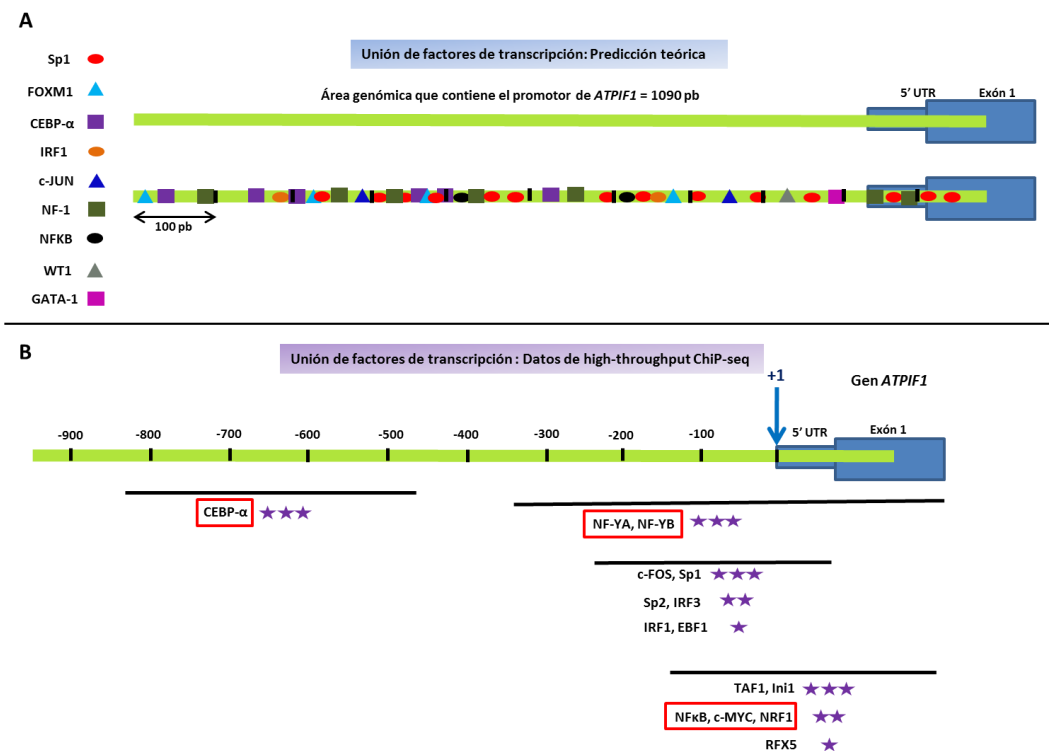 A
Unión de factores de transcripción: Predicción teórica
Sp1
FOXM1
CEBP-α
IRF1
c-JUN
NF-1
NFKB
WT1
GATA-1
Área genómica que contiene el promotor de ATPIF1 = 1090 pb
5' UTR
Exón 1
100 pb
B
Unión de factores de transcripción : Datos de high-throughput ChiP-seq
+1
Gen ATPIF1
-900
-800
-700
-600
-500
-400
-300
-200
-100
5' UTR
Exón 1
CEBP-α
NF-YA, NF-YB
c-FOS, Sp1
Sp2, IRF3
IRF1, EBF1
TAF1, Ini1
NFκB, c-MYC, NRF1
RFX5